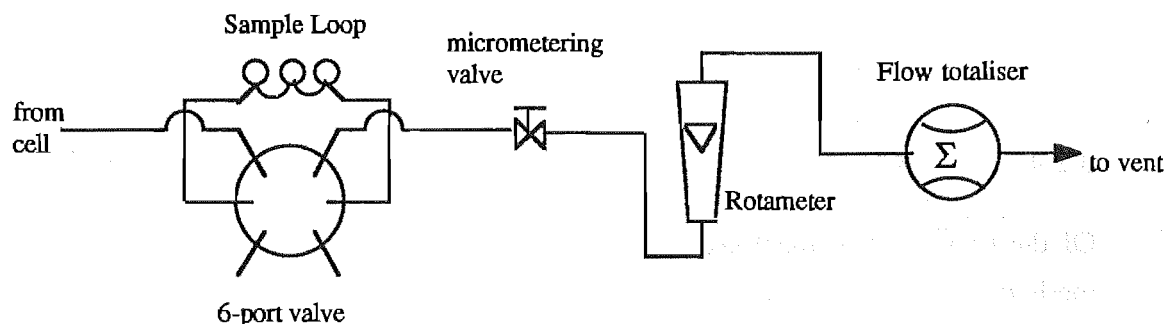 Sample Loop
micrometering
valve
Flow totaliser
from
cell
Σ
to vent
Rotameter
6-port valve